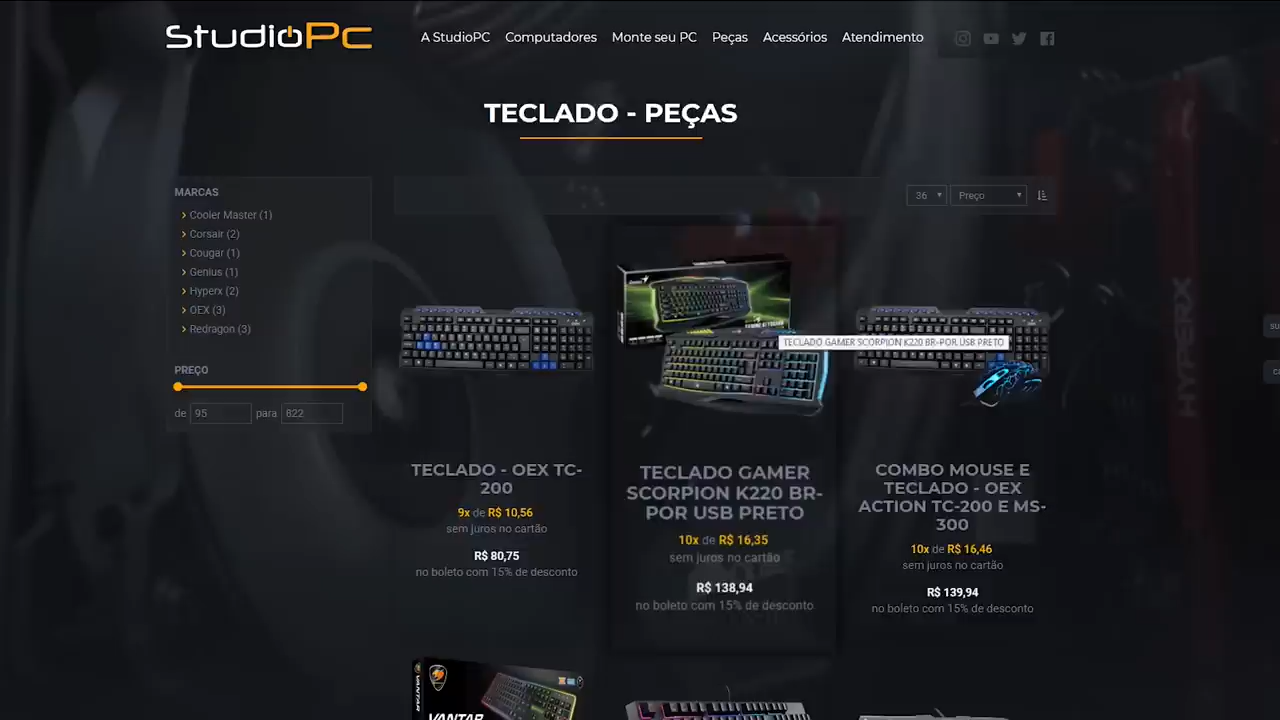 StudioPc
A StudioPC Computadores Monte seu PC Peças Acessórios Atendimento
TECLADO - PEÇAS
MARCAS
Cooler Master (1)
Corsair (2)
Cougar (1)
Genius (1)
Hyperx (2)
OEX (3)
Redragon (3)
PREÇO
de 95 para 822
36 Preço
TECLADO GAMER SCORPION K220 BR-POR USB PRETO
HYPERX
TECLADO - OEX TC-
200
9x de R$ 10,56
sem juros no cartão
R$ 80,75
no boleto com 15% de desconto
TECLADO GAMER
SCORPION K220 BR-
POR USB PRETO
10x de R$ 16,35
sem juros no cartão
R$ 138,94
no boleto com 15% de desconto
COMBO MOUSE E
TECLADO - OEX
ACTION TC-200 E MS-
300
10x de R$ 16,46
sem juros no cartão
R$ 139,94
no boleto com 15% de desconto
VANTAR